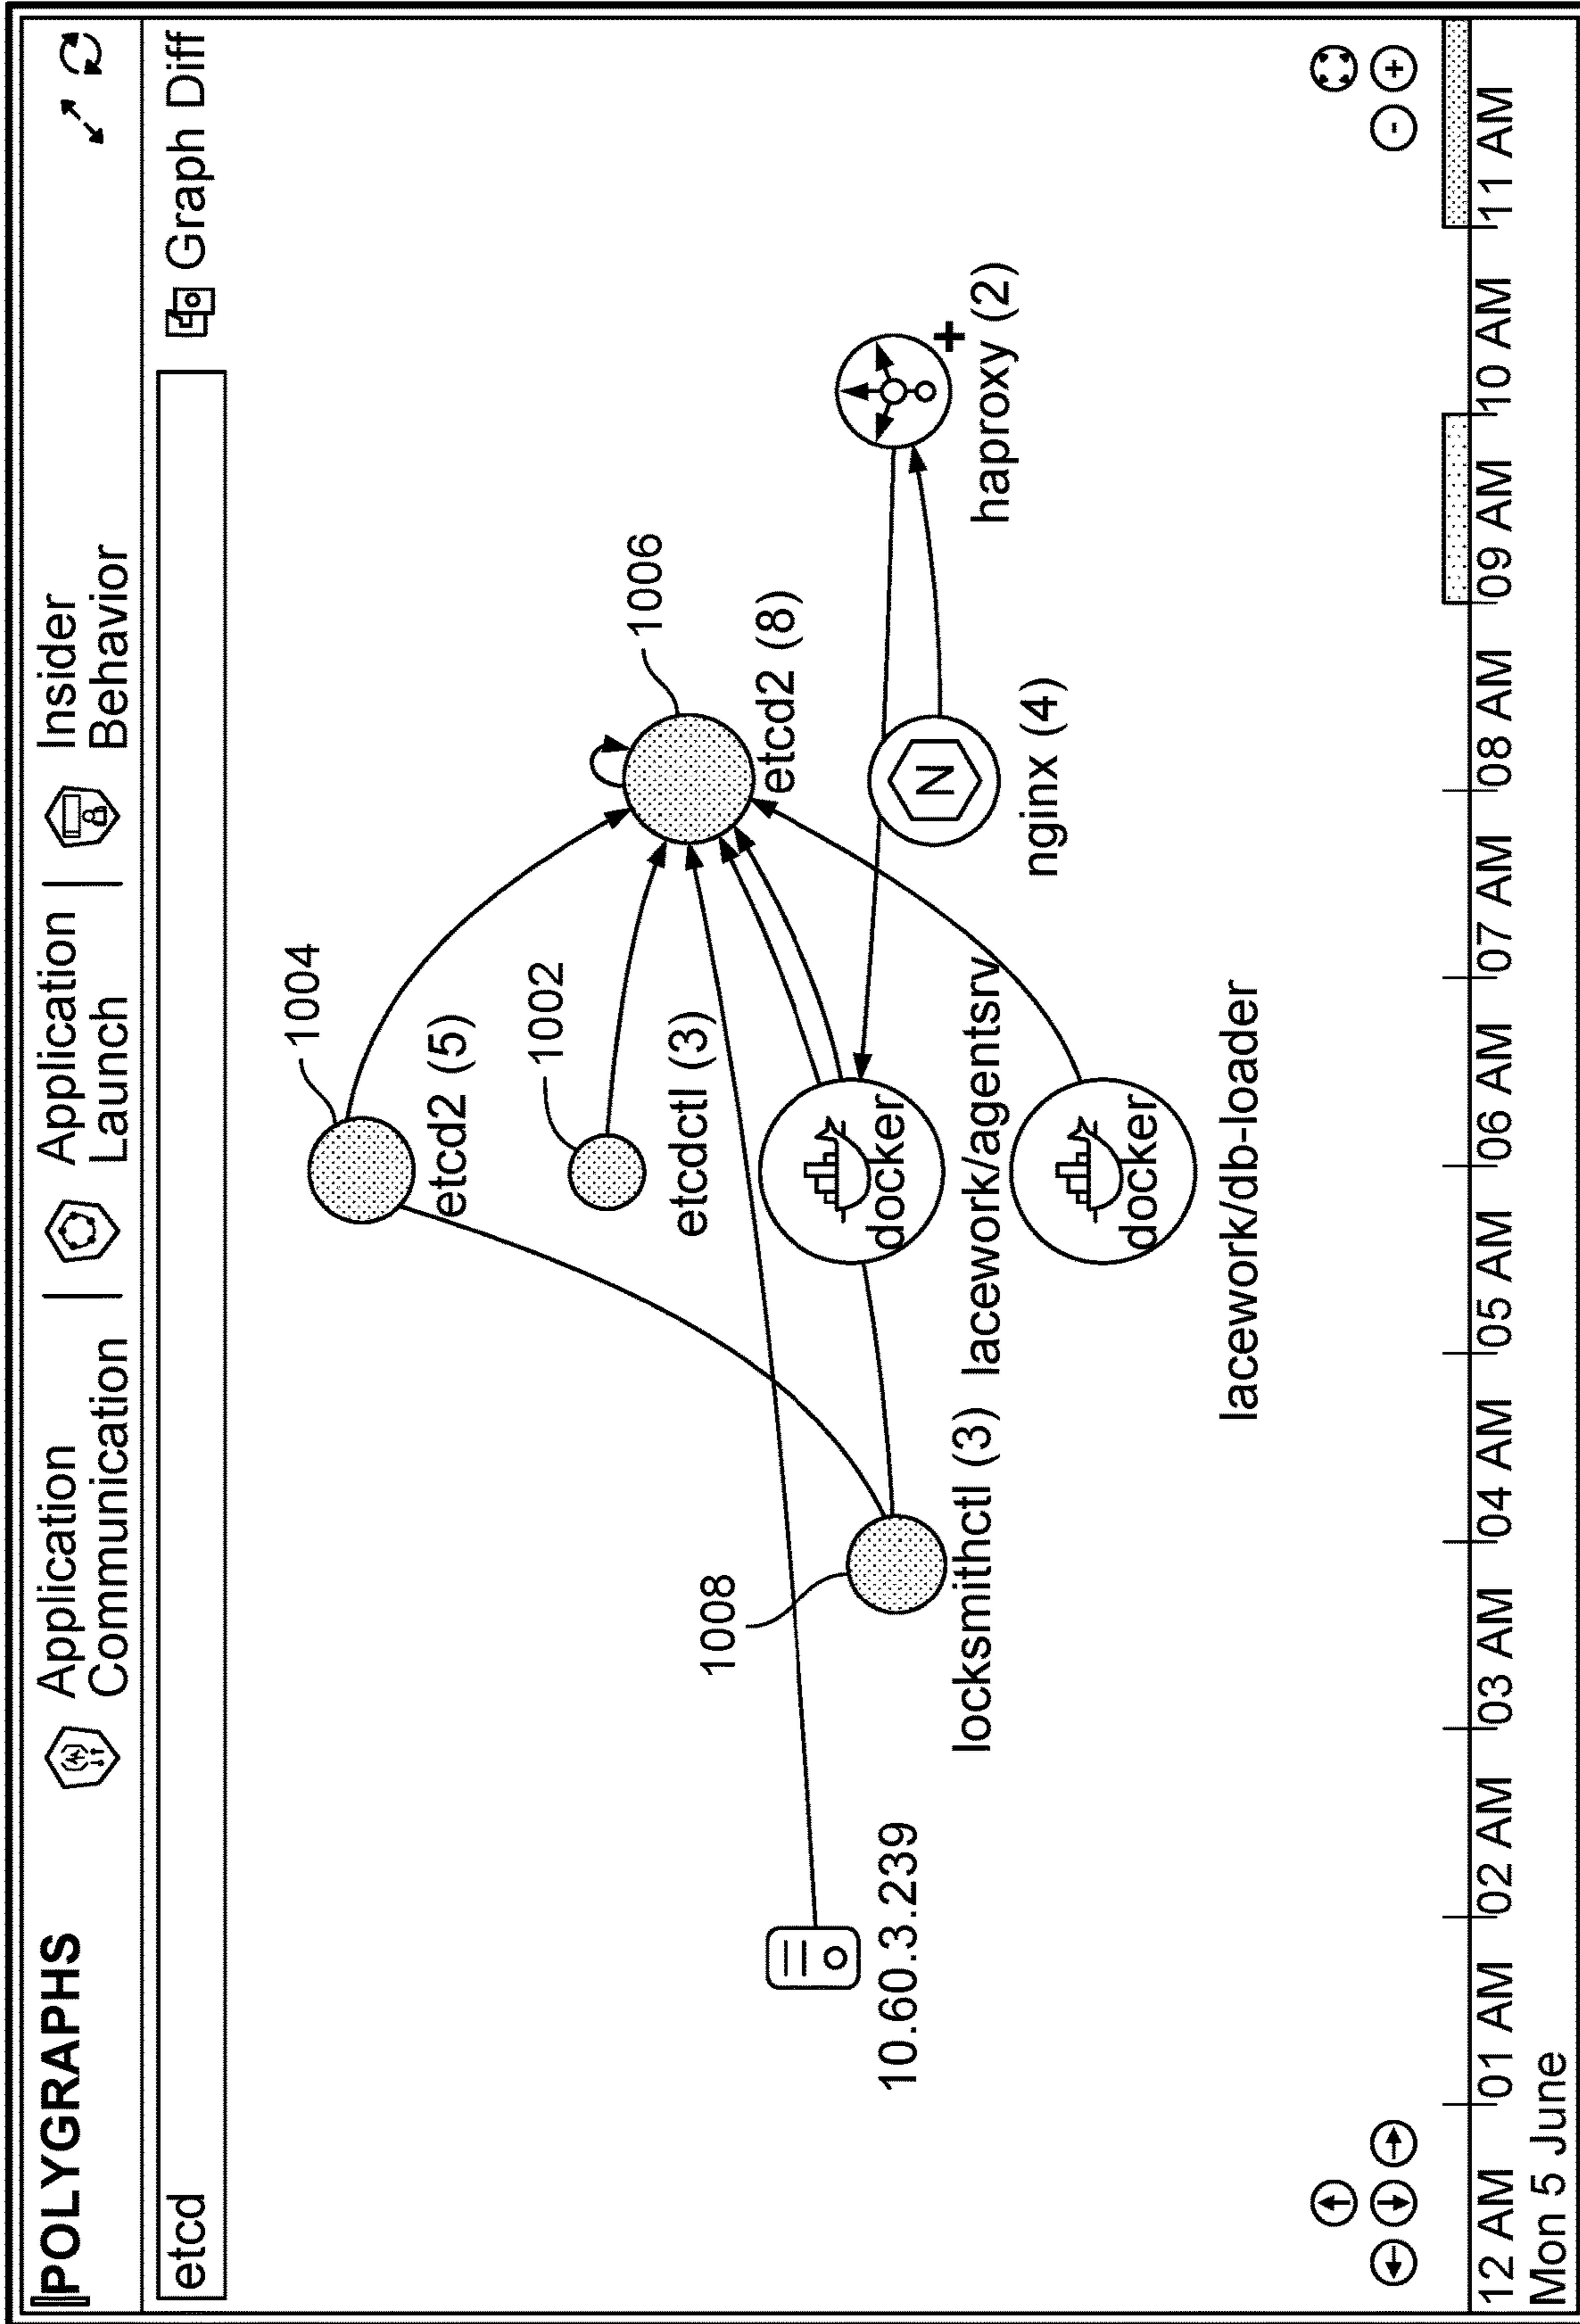 POLYGRAPHS
Application
Communication
Application
Launch
Insider
Behavior
etcd
Graph Diff
1004
etcd2 (5)
1002
etcdctl (3)
1006
etcd2 (8)
1008
locksmithctl (3)
10.60.3.239
docker
lacework/agentsrv
docker
lacework/db-loader
N
nginx (4)
+
haproxy (2)
-
+
12 AM
01 AM
02 AM
03 AM
04 AM
05 AM
06 AM
07 AM
08 AM
09 AM
10 AM
11 AM
Mon 5 June